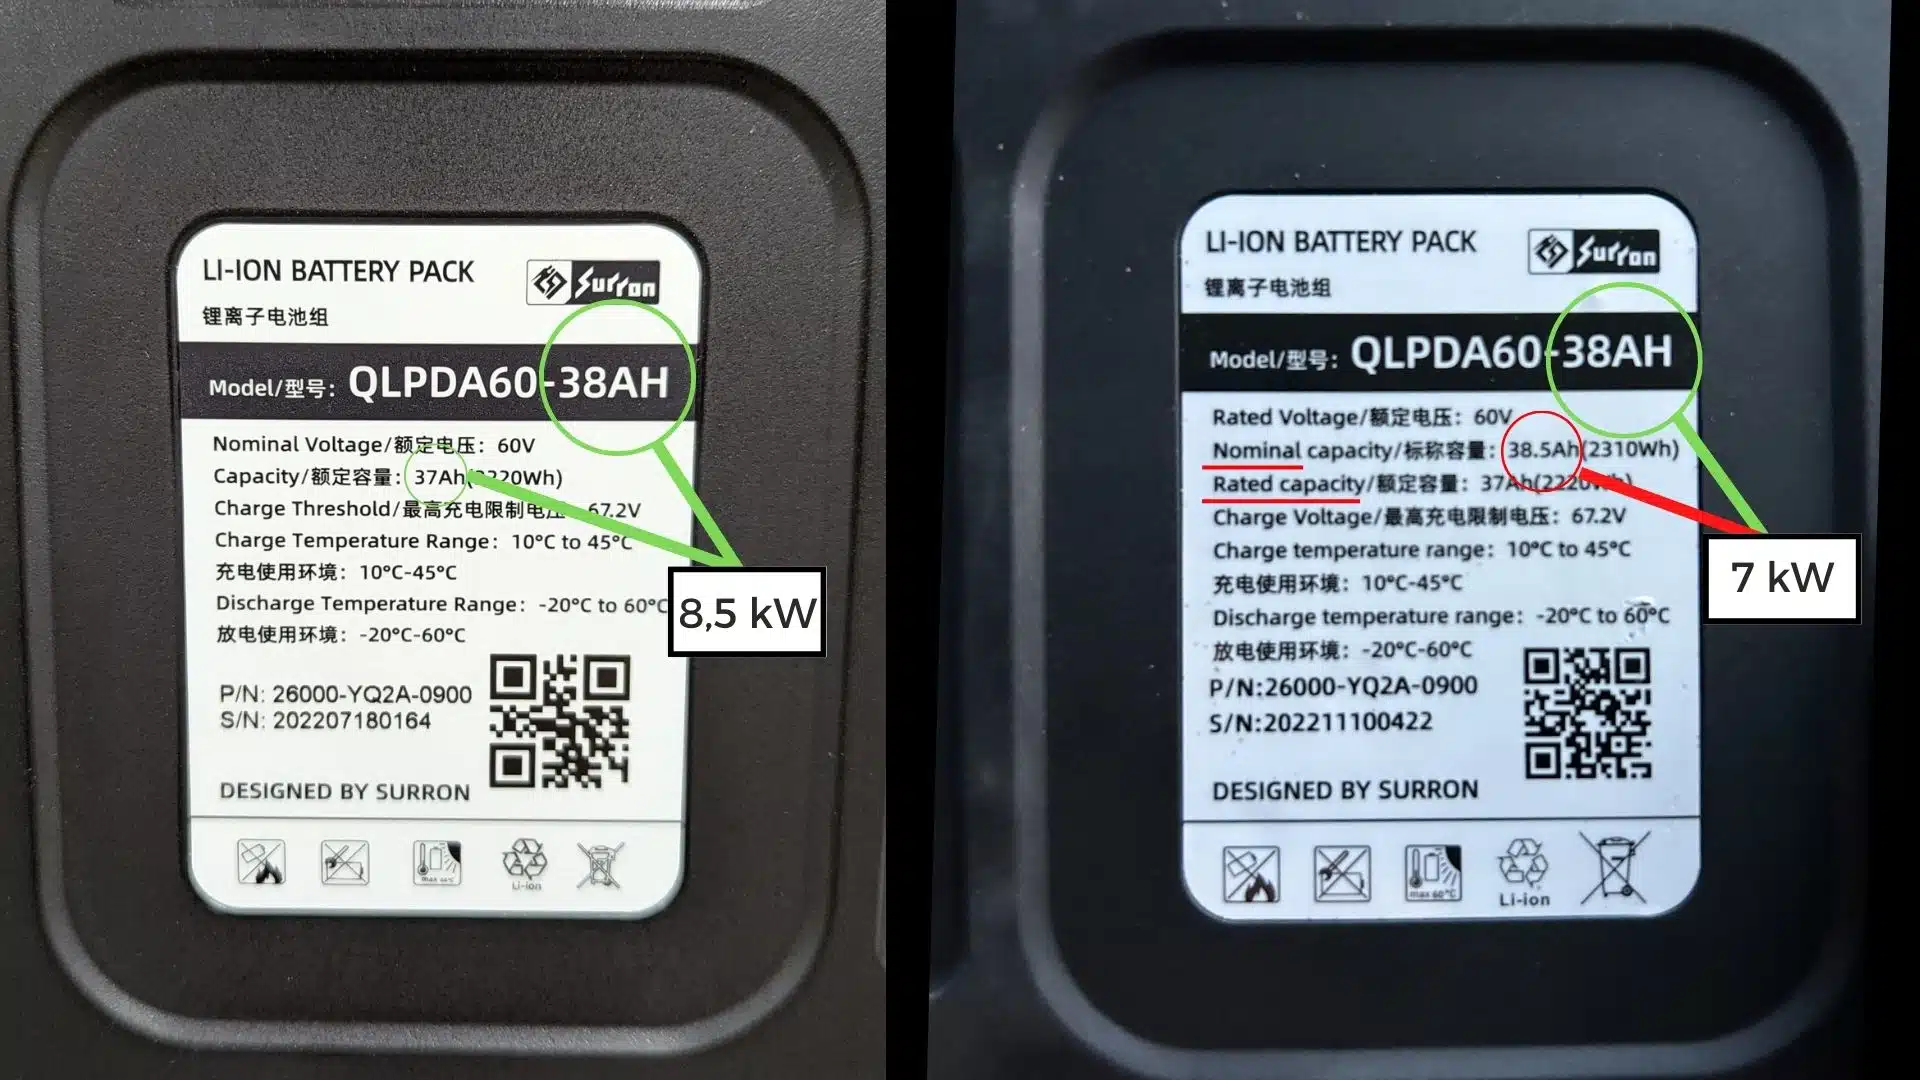 LI-ION BATTERY PACK
Surron
锂离子电池组
Model/型号: QLPDA60-38AH
Nominal Voltage/额定电压: 60V
Capacity/额定容量: 37Ah(2220Wh)
Charge Threshold/最高充电限制电压: 67.2V
Charge Temperature Range: 10°C to 45°C
充电使用环境: 10°C-45°C
Discharge Temperature Range: -20°C to 60°C
放电使用环境: -20°C-60°C
P/N: 26000-YQ2A-0900
S/N: 202207180164
DESIGNED BY SURRON
Li-ion
8,5 kW
LI-ION BATTERY PACK
Surron
锂离子电池组
Model/型号: QLPDA60-38AH
Rated Voltage/额定电压: 60V
Nominal capacity/标称容量: 38.5Ah(2310Wh)
Rated capacity/额定容量: 37Ah(2220Wh)
Charge Voltage/最高充电限制电压: 67.2V
Charge temperature range: 10°C to 45°C
充电使用环境: 10°C-45°C
Discharge temperature range: -20°C to 60°C
放电使用环境: -20°C-60°C
P/N:26000-YQ2A-0900
S/N:202211100422
DESIGNED BY SURRON
max 60°C
Li-ion
7 kW